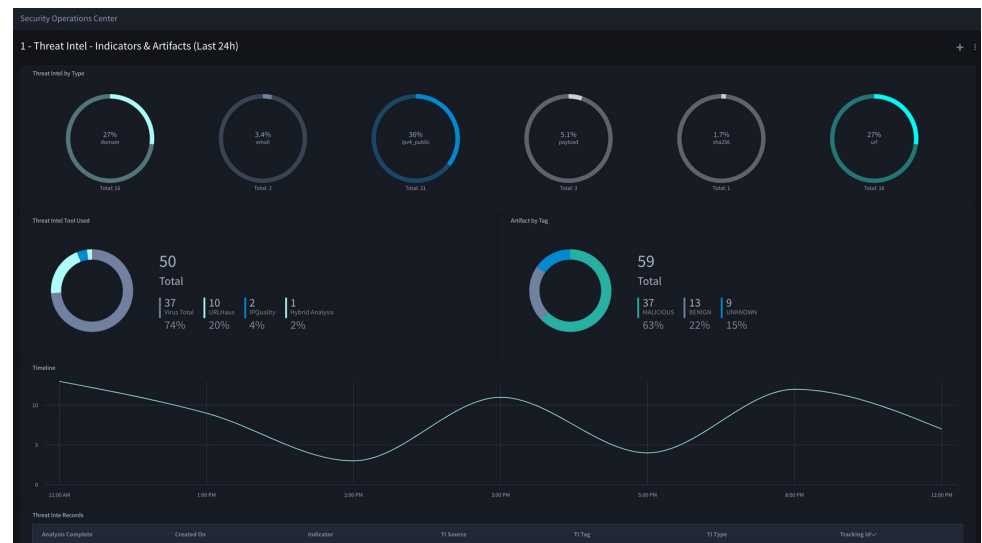 Security Operations Center
1 - Threat Intel - Indicators & Artifacts (Last 24h)
Threat Intel by Type
27%
domain
Total: 16
3.4%
email
Total: 2
36%
ipv4_public
Total: 21
5.1%
payload
Total: 3
1.7%
sha256
Total: 1
27%
url
Total: 16
Threat Intel Tool Used
50
Total
37
Virus Total
74%
10
URLHaus
20%
2
IPQuality
4%
1
Hybrid Analysis
2%
Artifact by Tag
59
Total
37
MALICIOUS
63%
13
BENIGN
22%
9
UNKNOWN
15%
Timeline
10
5
0
11:00 AM 1:00 PM 2:00 PM 3:00 PM 5:00 PM 8:00 PM 12:00 PM
Threat Inte Records
Analysis Complete Created On Indicator TI Source TI Tag TI Type Tracking Id